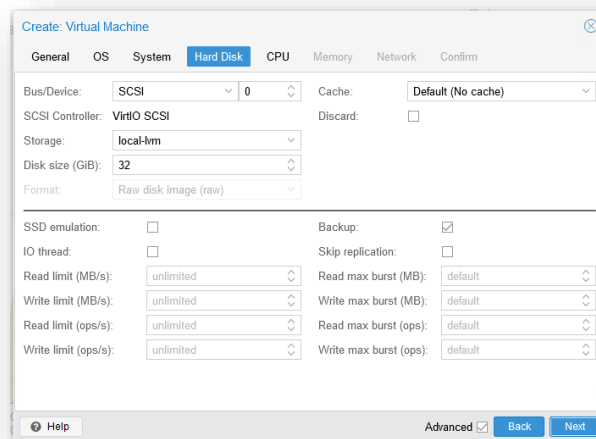 Create: Virtual Machine
General OS System Hard Disk CPU Memory Network Confirm
Bus/Device: SCSI 0 Cache: Default (No cache)
SCSI Controller: VirtIO SCSI Discard:
Storage: local-lvm
Disk size (GiB): 32
Format: Raw disk image (raw)
SSD emulation: Backup:
IO thread: Skip replication:
Read limit (MB/s): unlimited Read max burst (MB): default
Write limit (MB/s): unlimited Write max burst (MB): default
Read limit (ops/s): unlimited Read max burst (ops): default
Write limit (ops/s): unlimited Write max burst (ops): default
Help Advanced Back Next